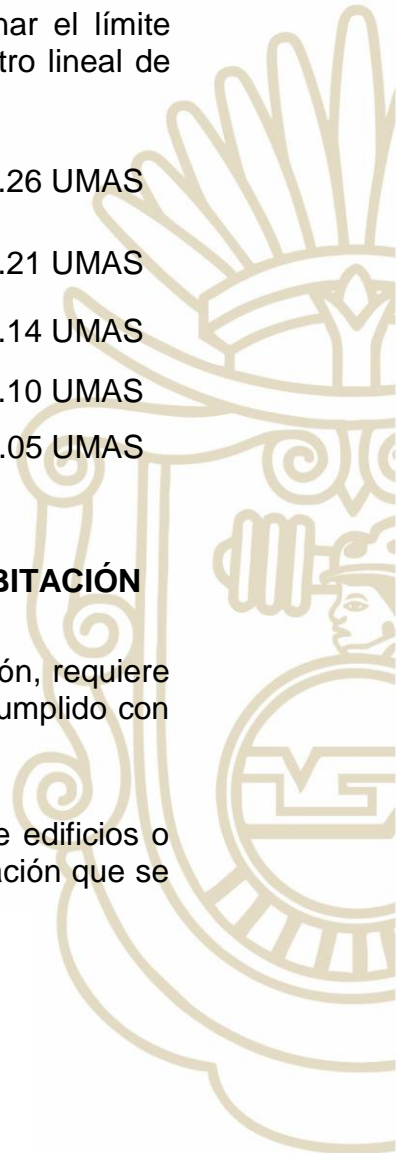 nar el límite
tro lineal de
.26 UMAS
.21 UMAS
.14 UMAS
.10 UMAS
.05 UMAS
BITACIÓN
ón, requiere
umplido con
e edificios o
ación que se